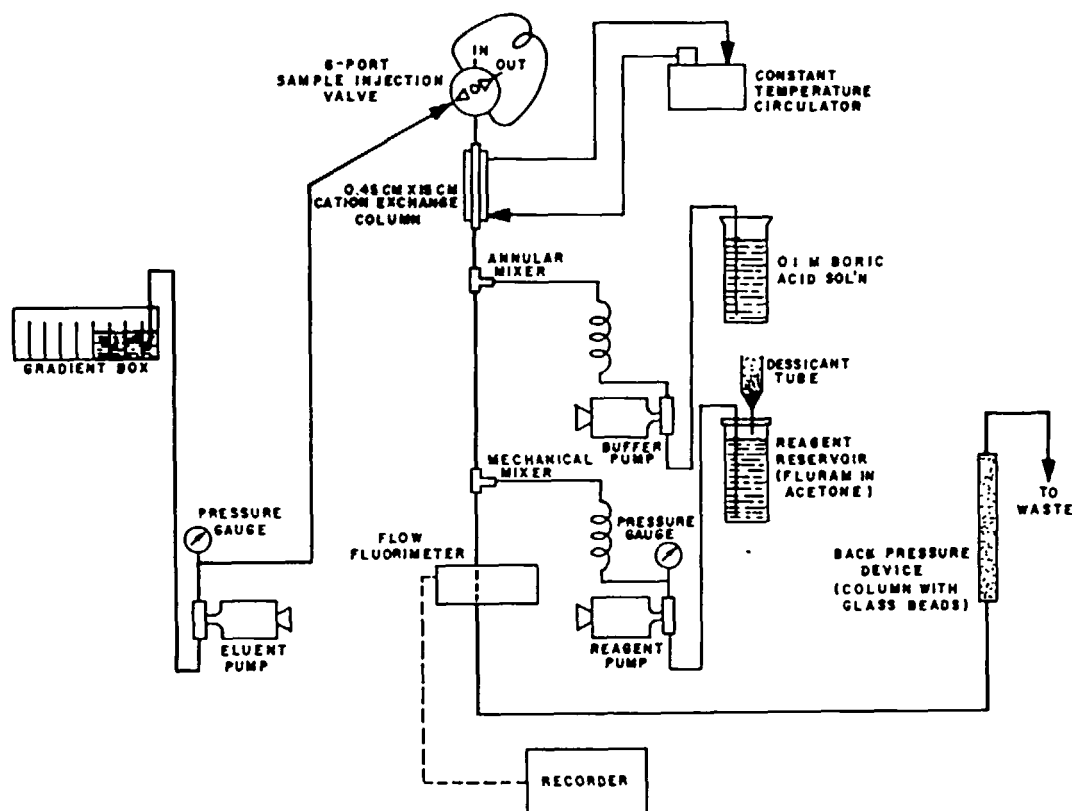 6-PORT
SAMPLE INJECTION
VALVE
IN
OUT
CONSTANT
TEMPERATURE
CIRCULATOR
0.45 CM X 15 CM
CATION EXCHANGE
COLUMN
ANNULAR
MIXER
0.1 M BORIC
ACID SOL'N
GRADIENT BOX
DESSICANT
TUBE
BUFFER
PUMP
REAGENT
RESERVOIR
(FLURAM IN
ACETONE)
MECHANICAL
MIXER
TO
WASTE
PRESSURE
GAUGE
FLOW
FLUORIMETER
PRESSURE
GAUGE
BACK PRESSURE
DEVICE
(COLUMN WITH
GLASS BEADS)
ELUENT
PUMP
REAGENT
PUMP
RECORDER